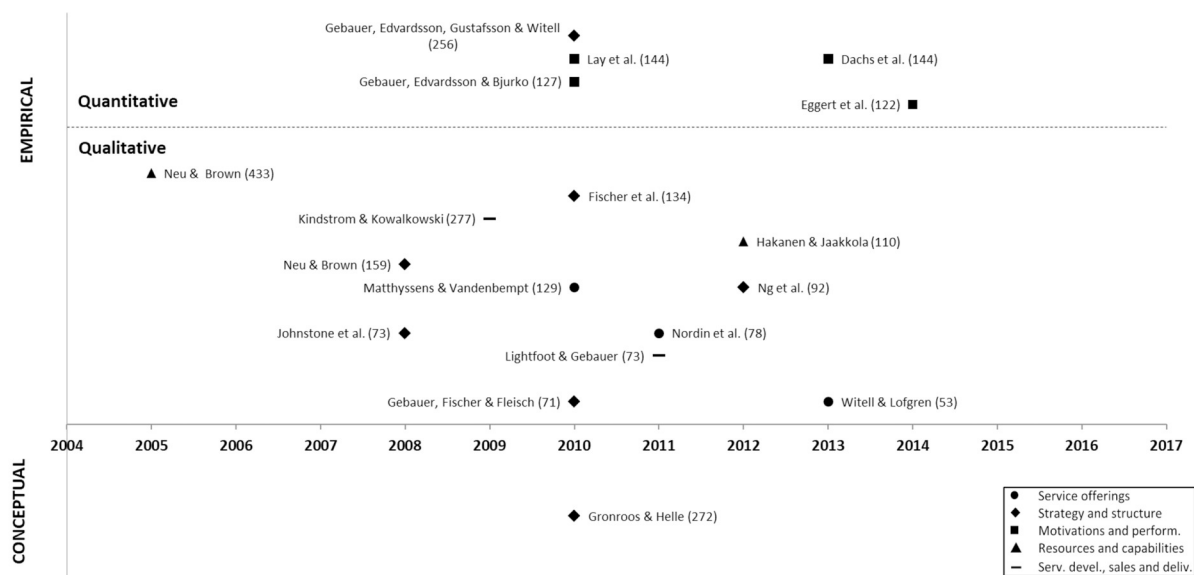 Gebauer, Edvardsson, Gustafsson & Witell
(256)
Lay et al. (144)
Dachs et al. (144)
Gebauer, Edvardsson & Bjurko (127)
Quantitative
Eggert et al. (122)
EMPIRICAL
Qualitative
Neu & Brown (433)
Fischer et al. (134)
Kindstrom & Kowalkowski (277)
Hakanen & Jaakkola (110)
Neu & Brown (159)
Matthyssens & Vandenbempt (129)
Ng et al. (92)
Johnstone et al. (73)
Nordin et al. (78)
Lightfoot & Gebauer (73)
Gebauer, Fischer & Fleisch (71)
Witell & Lofgren (53)
2004 2005 2006 2007 2008 2009 2010 2011 2012 2013 2014 2015 2016 2017
CONCEPTUAL
Gronroos & Helle (272)
Service offerings
Strategy and structure
Motivations and perform.
Resources and capabilities
Serv. devel., sales and deliv.